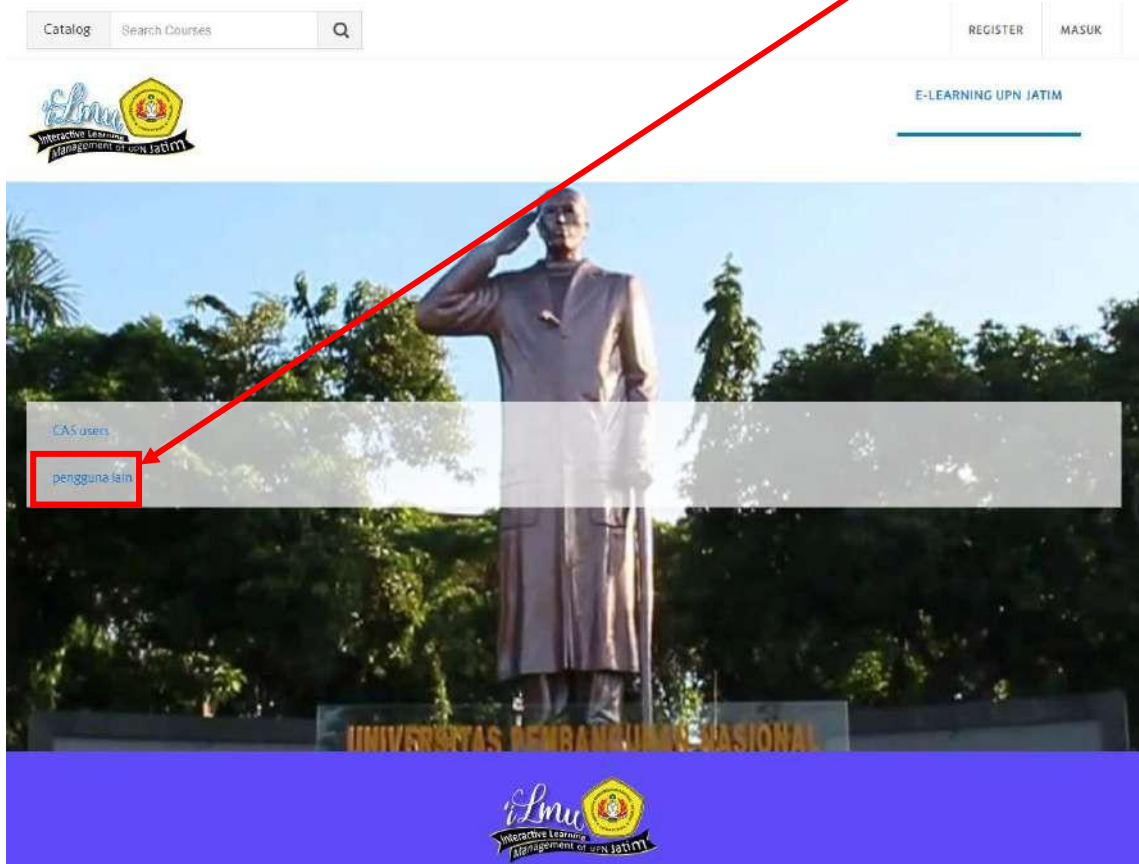 Catalog
Search Courses
REGISTER
MASUK
iLmu
Interactive Learning
Management of UPN Jatim
E-LEARNING UPN JATIM
CAS users
pengguna lain
UNIVERSITAS PEMBANGUNAN NASIONAL
iLmu
Interactive Learning
Management of UPN Jatim